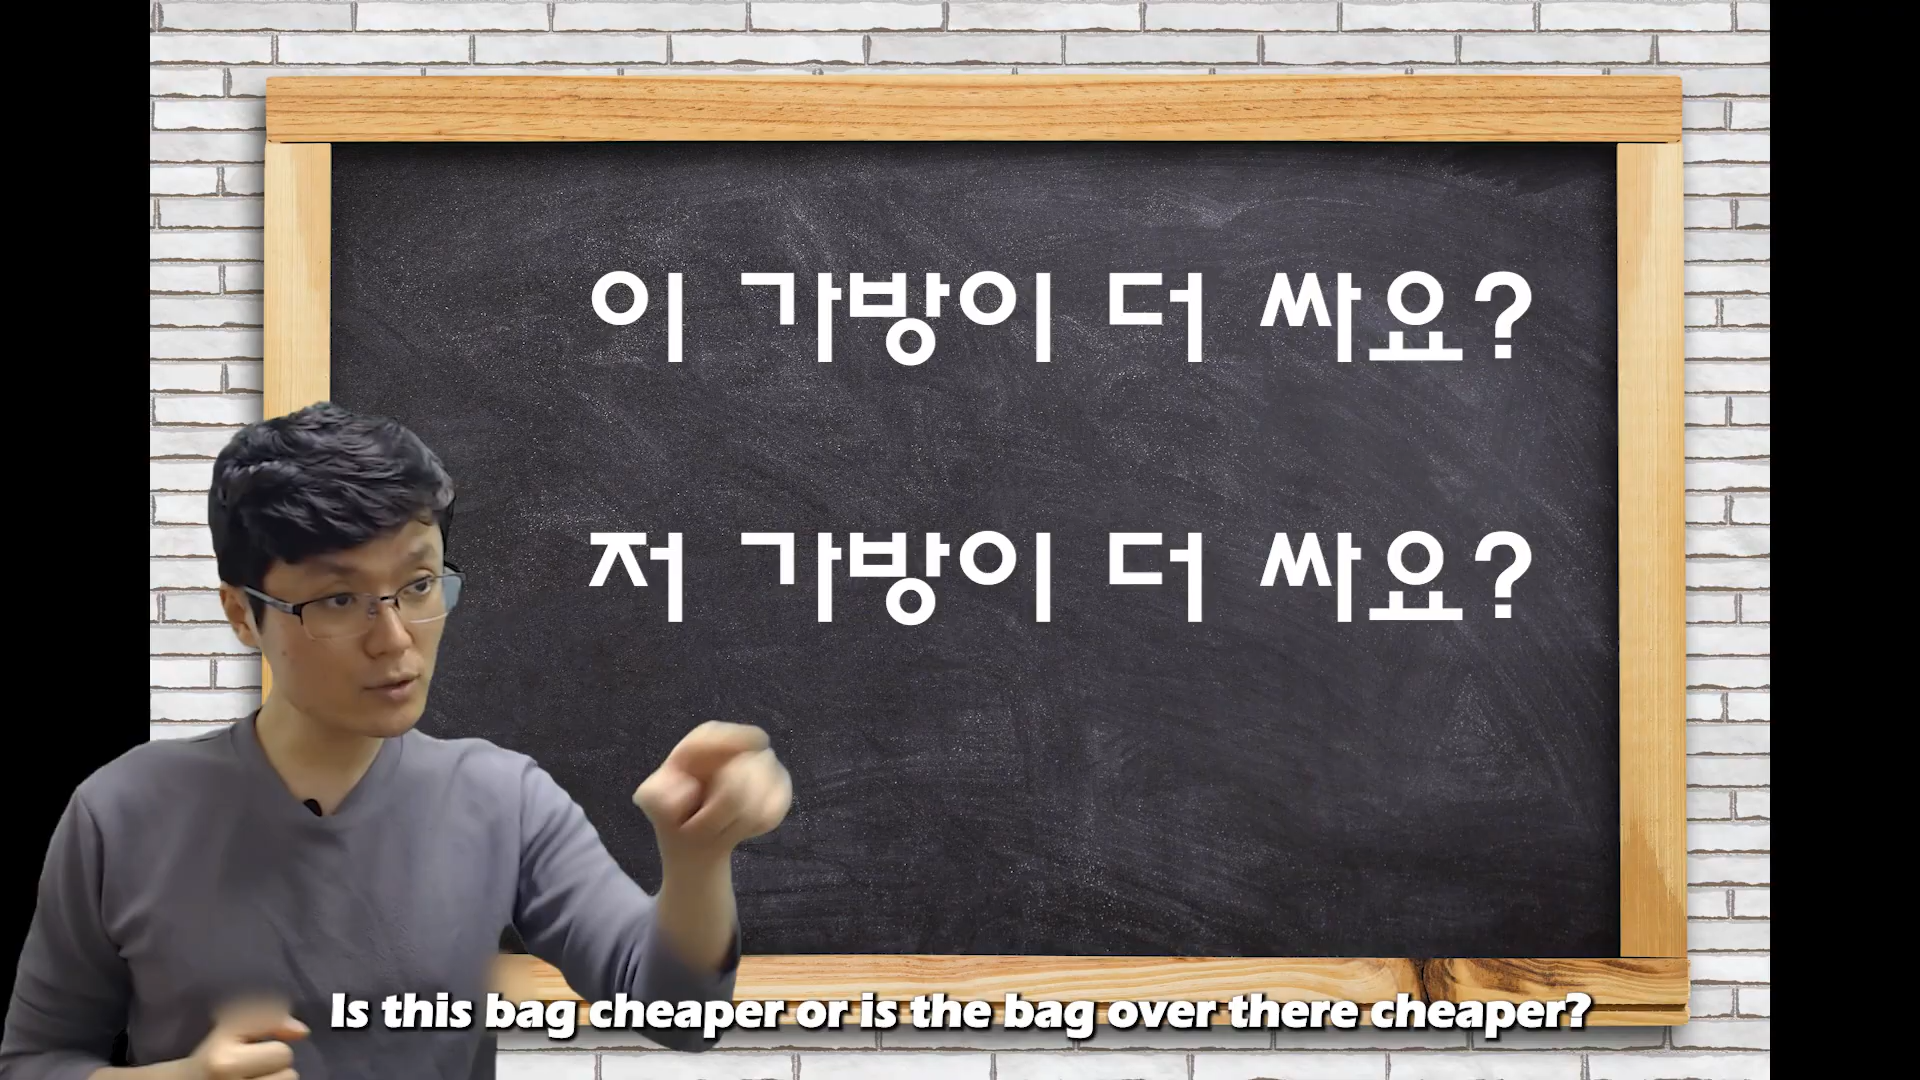 이 가방이 더 싸요?
저 가방이 더 싸요?
Is this bag cheaper or is the bag over there cheaper?